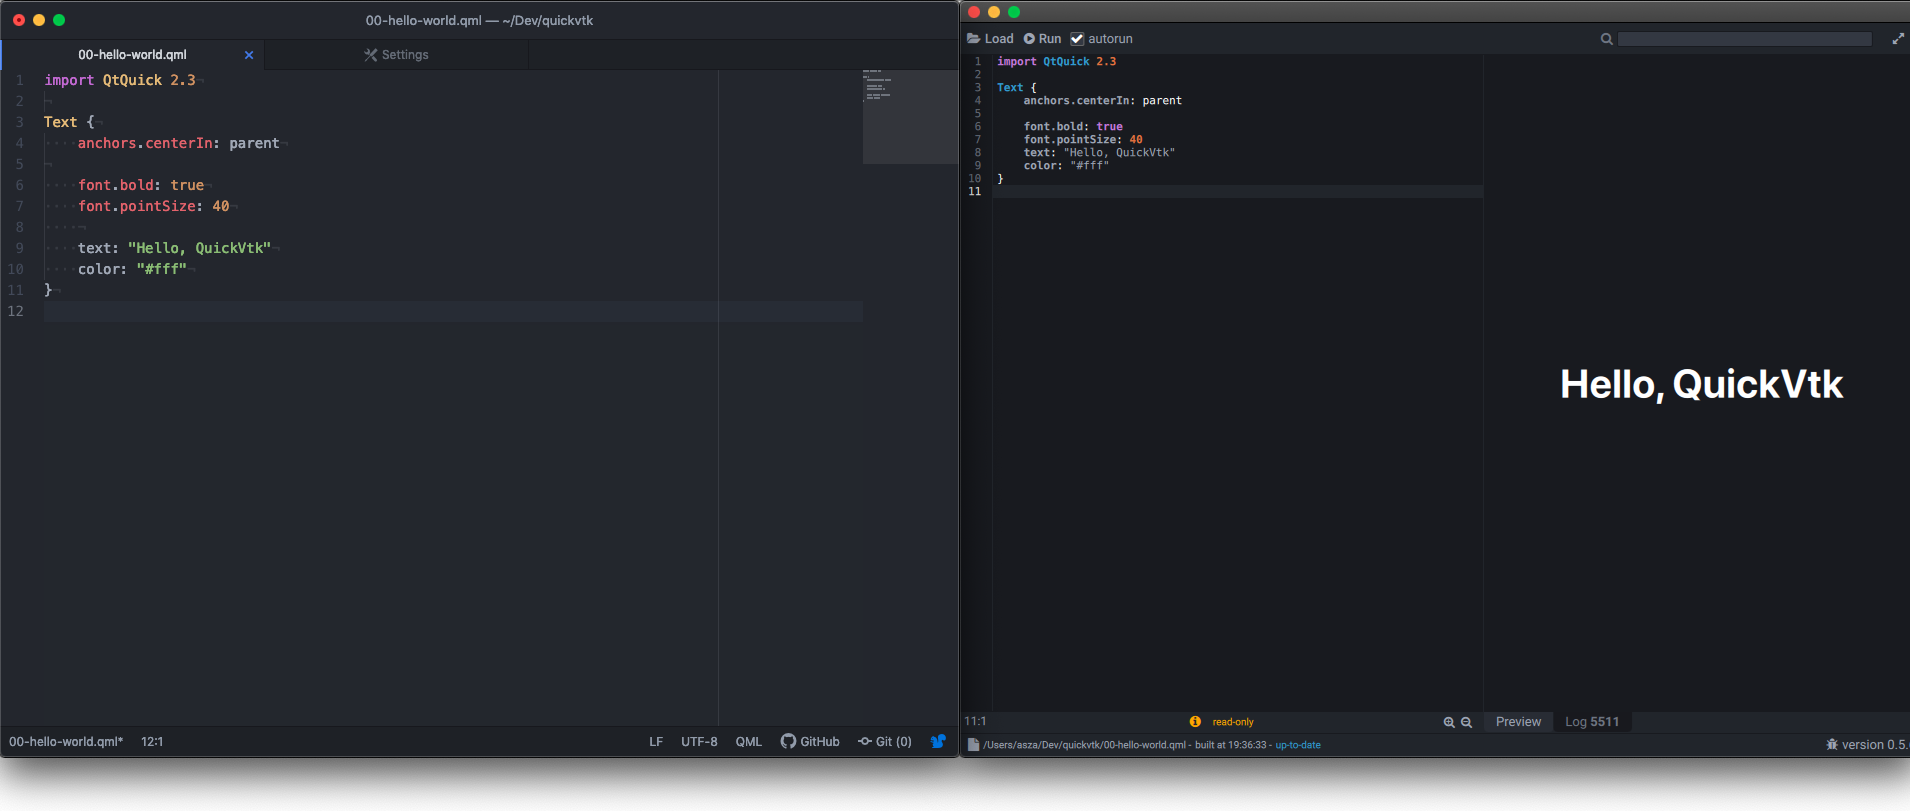 00-hello-world.qml — ~/Dev/quickvtk
00-hello-world.qml
Settings
1 import QtQuick 2.3
2
3 Text {
4 anchors.centerIn: parent
5
6 font.bold: true
7 font.pointSize: 40
8
9 text: "Hello, QuickVtk"
10 color: "#fff"
11 }
12
00-hello-world.qml* 12:1 LF UTF-8 QML GitHub Git (0)
Load Run autorun
1 import QtQuick 2.3
2
3 Text {
4 anchors.centerIn: parent
5
6 font.bold: true
7 font.pointSize: 40
8 text: "Hello, QuickVtk"
9 color: "#fff"
10 }
11
Hello, QuickVtk
11:1 read-only Preview Log 5511
/Users/asza/Dev/quickvtk/00-hello-world.qml - built at 19:36:33 - up-to-date version 0.5.